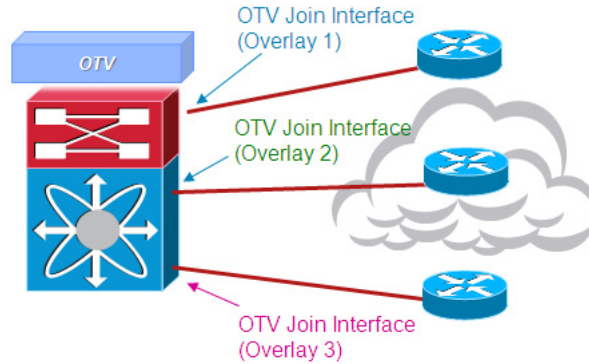 OTV Join Interface
(Overlay 1)
OTV
OTV Join Interface
(Overlay 2)
OTV Join Interface
(Overlay 3)